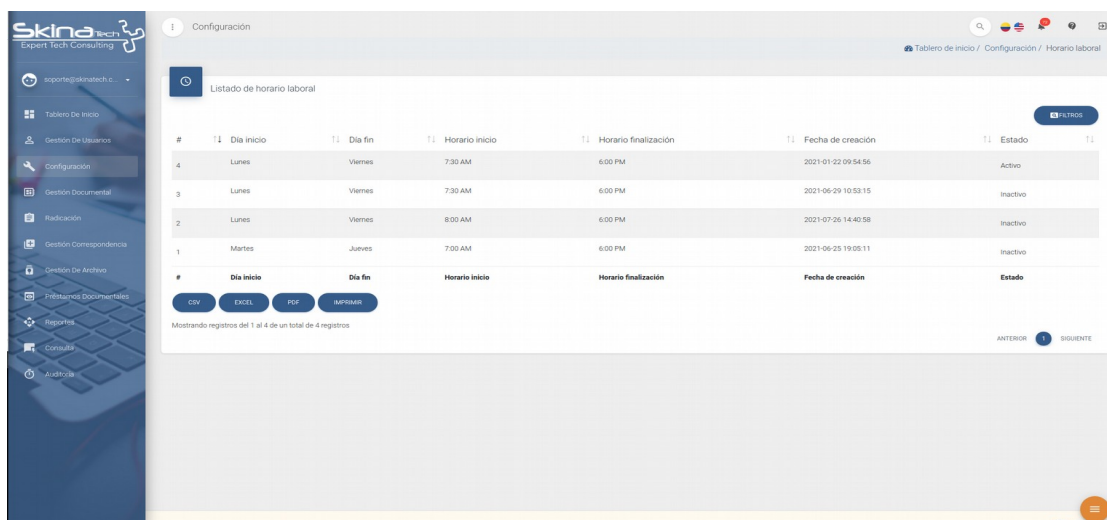 SkinaTech
Expert Tech Consulting
Configuración
Tablero de inicio / Configuración / Horario laboral
soporte@skinatech.c...
Tablero De Inicio
Gestión De Usuarios
Configuración
Gestión Documental
Radicación
Gestión Correspondencia
Gestión De Archivo
Préstamos Documentales
Reportes
Consulta
Auditoría
Listado de horario laboral
FILTROS
# Día inicio Día fin Horario inicio Horario finalización Fecha de creación Estado
4 Lunes Viernes 7:30 AM 6:00 PM 2021-01-22 09:54:56 Activo
3 Lunes Viernes 7:30 AM 6:00 PM 2021-06-29 10:53:15 Inactivo
2 Lunes Viernes 8:00 AM 6:00 PM 2021-07-26 14:40:58 Inactivo
1 Martes Jueves 7:00 AM 6:00 PM 2021-06-25 19:05:11 Inactivo
# Día inicio Día fin Horario inicio Horario finalización Fecha de creación Estado
CSV EXCEL PDF IMPRIMIR
Mostrando registros del 1 al 4 de un total de 4 registros
ANTERIOR 1 SIGUIENTE